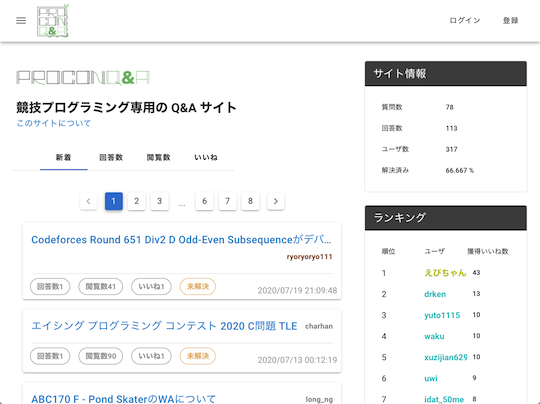 PRO
CON
Q&A
ログイン
登録
PROCONQ&A
競技プログラミング専用の Q&A サイト
このサイトについて
新着 回答数 閲覧数 いいね
1 2 3 ... 6 7 8
Codeforces Round 651 Div2 D Odd-Even Subsequenceがデバ...
ryoryoryo111
回答数1 閲覧数41 いいね1 未解決
2020/07/19 21:09:48
エイシング プログラミング コンテスト 2020 C問題 TLE
charhan
回答数1 閲覧数90 いいね1 未解決
2020/07/13 00:12:19
ABC170 F - Pond SkaterのWAについて
long_ng
サイト情報
質問数 78
回答数 113
ユーザ数 317
解決済み 66.667 %
ランキング
順位 ユーザ 獲得いいね数
1 えびちゃん 43
2 drken 13
3 yuto1115 10
4 waku 10
5 xuzijian629 10
6 uwi 9
7 idat_50me 8